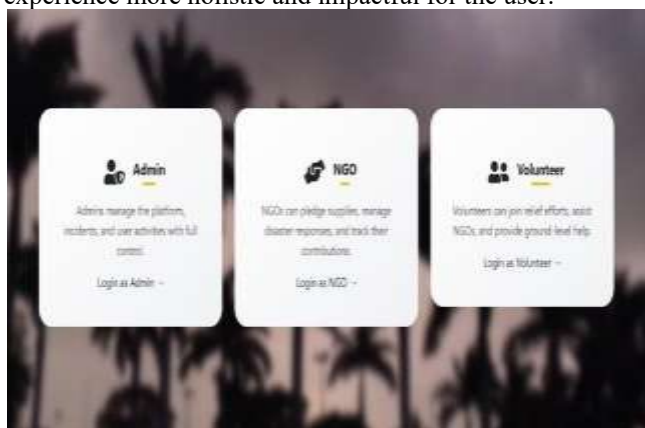 experience more holistic and impactful for the user.
Admin
Admins manage the platform,
incidents, and user activities with full
control.
Login as Admin →
NGO
NGOs can pledge supplies, manage
disaster responses, and track their
contributions.
Login as NGO →
Volunteer
Volunteers can join relief efforts, assist
NGOs, and provide ground-level help.
Login as Volunteer →